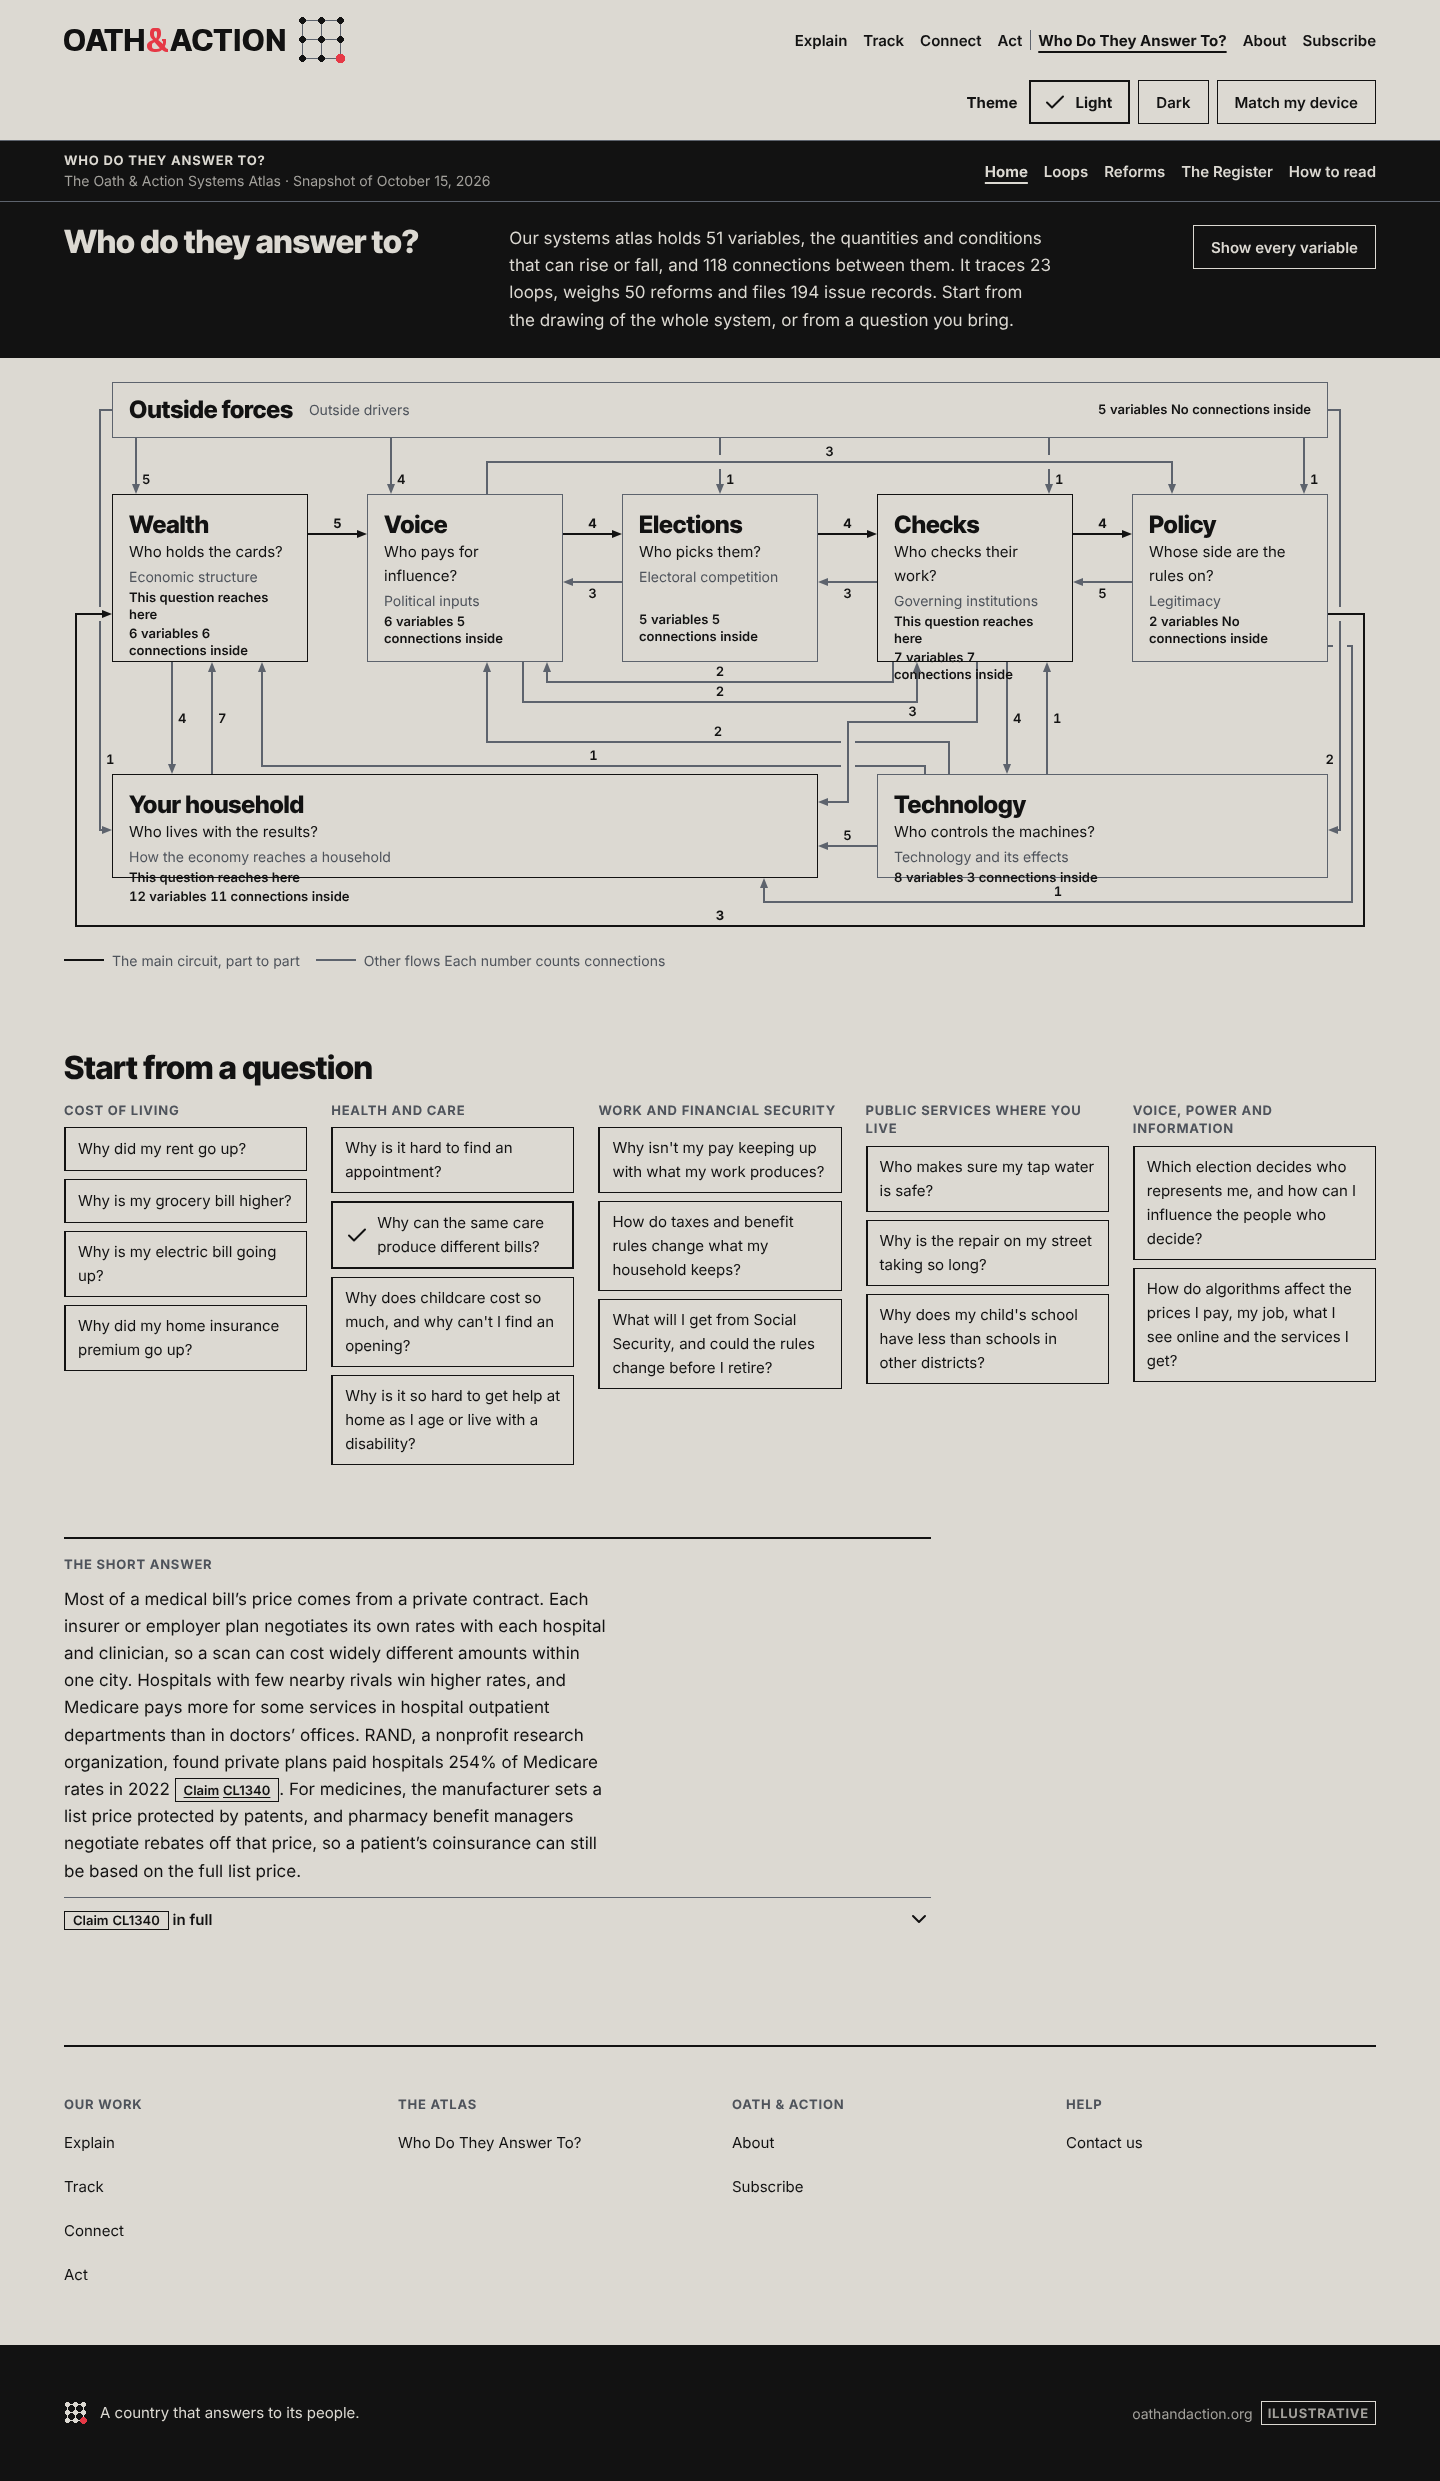 OATH&ACTION
Explain Track Connect Act Who Do They Answer To? About Subscribe
Theme Light Dark Match my device
WHO DO THEY ANSWER TO?
The Oath & Action Systems Atlas · Snapshot of October 15, 2026
Home Loops Reforms The Register How to read
Who do they answer to?
Our systems atlas holds 51 variables, the quantities and conditions
that can rise or fall, and 118 connections between them. It traces 23
loops, weighs 50 reforms and files 194 issue records. Start from
the drawing of the whole system, or from a question you bring.
Show every variable
Outside forces Outside drivers
5 variables No connections inside
3
5 4 1 1 1
Wealth
Who holds the cards?
Economic structure
This question reaches
here
6 variables 6
connections inside
5
Voice
Who pays for
influence?
Political inputs
6 variables 5
connections inside
4
3
Elections
Who picks them?
Electoral competition
5 variables 5
connections inside
4
3
Checks
Who checks their
work?
Governing institutions
This question reaches
here
7 variables 7
connections inside
4
5
Policy
Whose side are the
rules on?
Legitimacy
2 variables No
connections inside
2
2
3
4 7 4 1
2
1
1 2
Your household
Who lives with the results?
How the economy reaches a household
This question reaches here
12 variables 11 connections inside
5
Technology
Who controls the machines?
Technology and its effects
8 variables 3 connections inside
1
3
The main circuit, part to part Other flows Each number counts connections
Start from a question
COST OF LIVING
Why did my rent go up?
Why is my grocery bill higher?
Why is my electric bill going
up?
Why did my home insurance
premium go up?
HEALTH AND CARE
Why is it hard to find an
appointment?
Why can the same care
produce different bills?
Why does childcare cost so
much, and why can't I find an
opening?
Why is it so hard to get help at
home as I age or live with a
disability?
WORK AND FINANCIAL SECURITY
Why isn't my pay keeping up
with what my work produces?
How do taxes and benefit
rules change what my
household keeps?
What will I get from Social
Security, and could the rules
change before I retire?
PUBLIC SERVICES WHERE YOU
LIVE
Who makes sure my tap water
is safe?
Why is the repair on my street
taking so long?
Why does my child's school
have less than schools in
other districts?
VOICE, POWER AND
INFORMATION
Which election decides who
represents me, and how can I
influence the people who
decide?
How do algorithms affect the
prices I pay, my job, what I
see online and the services I
get?
THE SHORT ANSWER
Most of a medical bill’s price comes from a private contract. Each
insurer or employer plan negotiates its own rates with each hospital
and clinician, so a scan can cost widely different amounts within
one city. Hospitals with few nearby rivals win higher rates, and
Medicare pays more for some services in hospital outpatient
departments than in doctors’ offices. RAND, a nonprofit research
organization, found private plans paid hospitals 254% of Medicare
rates in 2022 Claim CL1340. For medicines, the manufacturer sets a
list price protected by patents, and pharmacy benefit managers
negotiate rebates off that price, so a patient’s coinsurance can still
be based on the full list price.
Claim CL1340 in full
OUR WORK
Explain
Track
Connect
Act
THE ATLAS
Who Do They Answer To?
OATH & ACTION
About
Subscribe
HELP
Contact us
A country that answers to its people.
oathandaction.org ILLUSTRATIVE